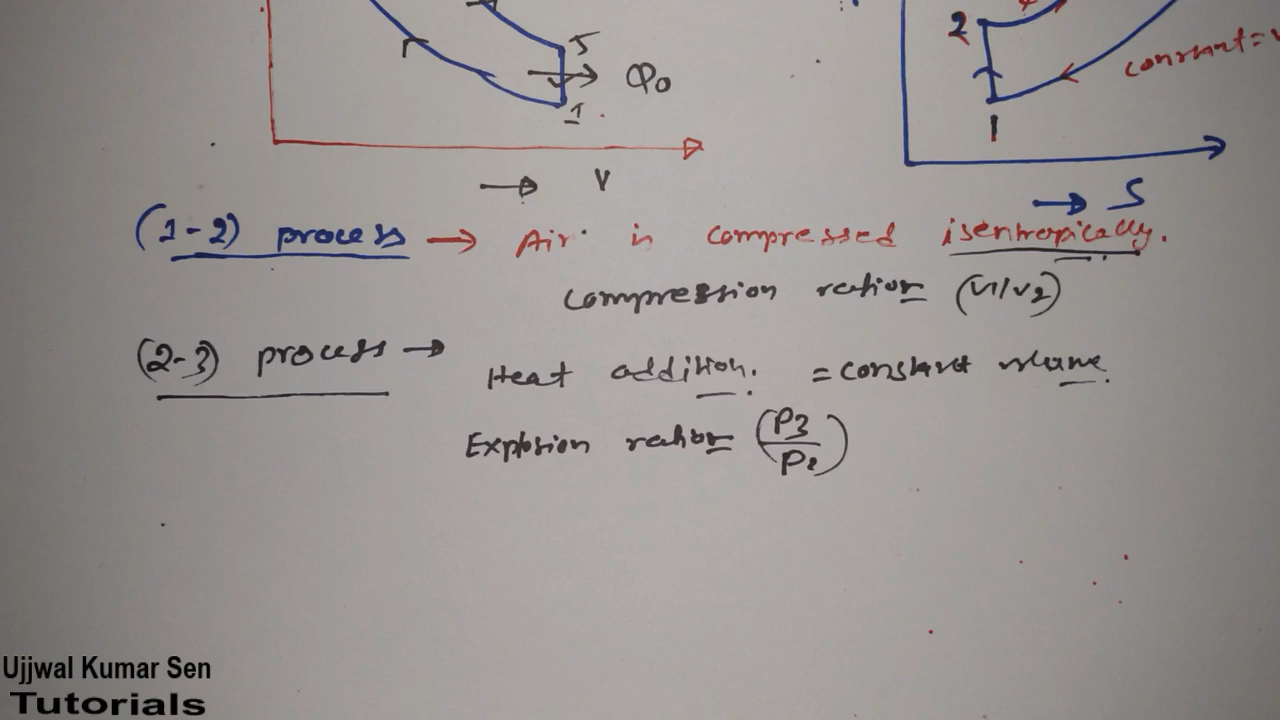 5
Q0
1
V
2
constant=v
1
S
(1-2) process → Air is compressed isentropically.
Compression ratio (V1/V2)
(2-3) process →
Heat addition. = constant volume.
Explosion ratio (P3/P2)
Ujjwal Kumar Sen
Tutorials